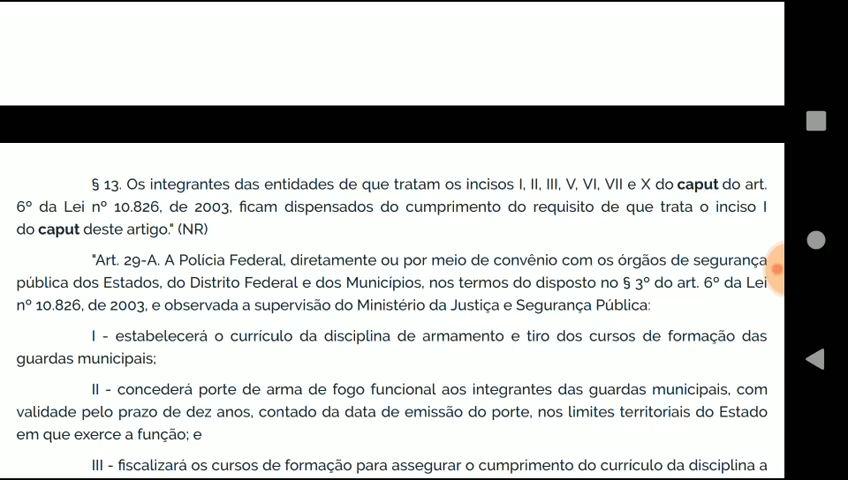 § 13. Os integrantes das entidades de que tratam os incisos I, II, III, V, VI, VII e X do caput do art.
6º da Lei nº 10.826, de 2003, ficam dispensados do cumprimento do requisito de que trata o inciso I
do caput deste artigo." (NR)
"Art. 29-A. A Polícia Federal, diretamente ou por meio de convênio com os órgãos de segurança
pública dos Estados, do Distrito Federal e dos Municípios, nos termos do disposto no § 3º do art. 6º da Lei
nº 10.826, de 2003, e observada a supervisão do Ministério da Justiça e Segurança Pública:
I - estabelecerá o currículo da disciplina de armamento e tiro dos cursos de formação das
guardas municipais;
II - concederá porte de arma de fogo funcional aos integrantes das guardas municipais, com
validade pelo prazo de dez anos, contado da data de emissão do porte, nos limites territoriais do Estado
em que exerce a função; e
III - fiscalizará os cursos de formação para assegurar o cumprimento do currículo da disciplina a